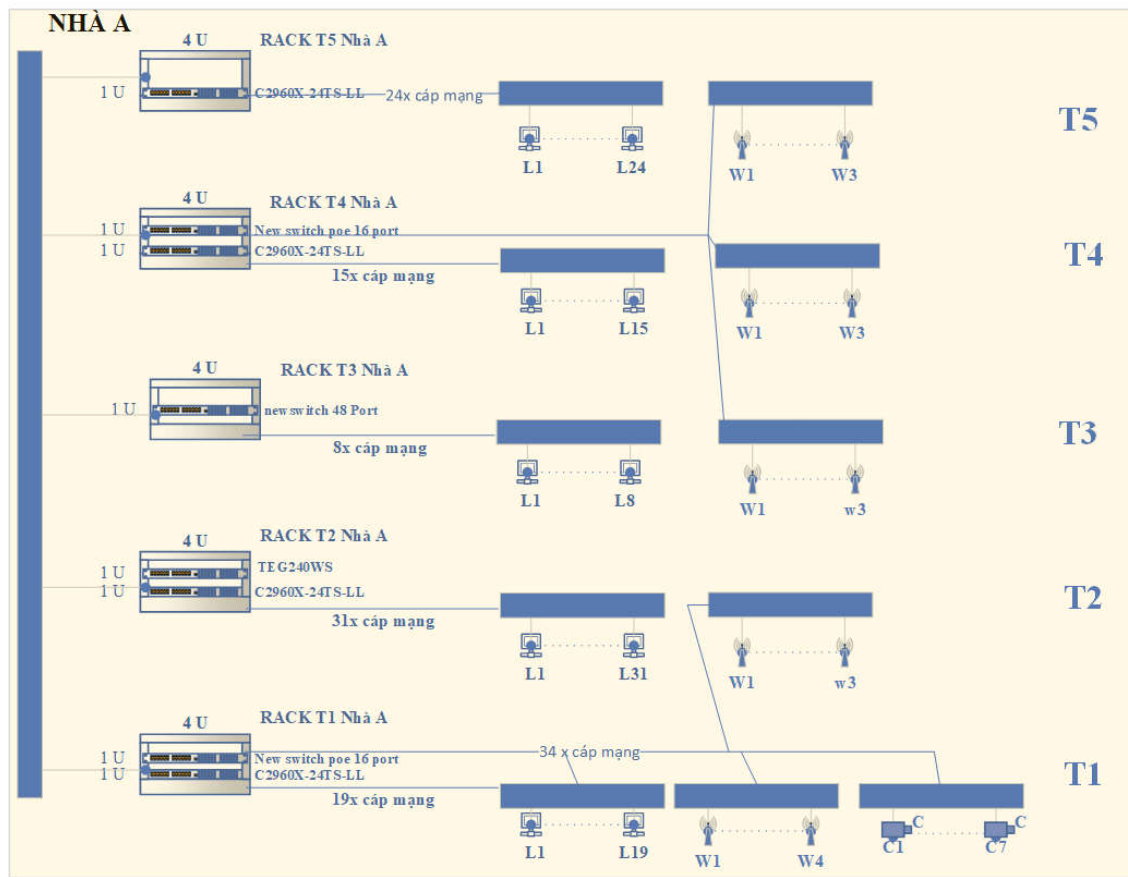 NHÀ A
4 U
RACK T5 Nhà A
1 U
C2960X-24TS-LL
24x cáp mạng
L1
L24
W1
W3
T5
4 U
RACK T4 Nhà A
1 U
New switch poe 16 port
1 U
C2960X-24TS-LL
15x cáp mạng
L1
L15
W1
W3
T4
4 U
RACK T3 Nhà A
1 U
new switch 48 Port
8x cáp mạng
L1
L8
W1
w3
T3
4 U
RACK T2 Nhà A
1 U
TEG240WS
1 U
C2960X-24TS-LL
31x cáp mạng
L1
L31
W1
w3
T2
4 U
RACK T1 Nhà A
1 U
New switch poe 16 port
1 U
C2960X-24TS-LL
34 x cáp mạng
19x cáp mạng
L1
L19
W1
W4
C
C1
C
C7
T1